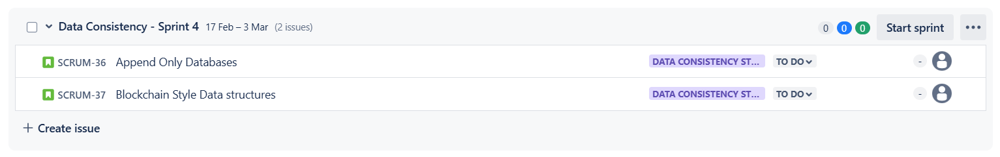 Data Consistency - Sprint 4 17 Feb – 3 Mar (2 issues) 0 0 0 Start sprint •••
SCRUM-36 Append Only Databases DATA CONSISTENCY ST... TO DO -
SCRUM-37 Blockchain Style Data structures DATA CONSISTENCY ST... TO DO -
+ Create issue